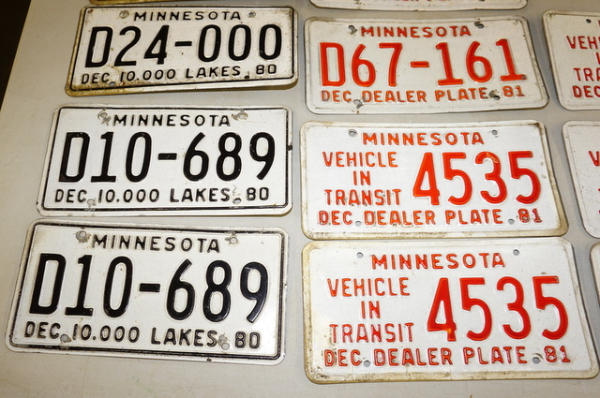 MINNESOTA
D24-000
DEC. 10.000 LAKES. 80
MINNESOTA
D10-689
DEC. 10.000 LAKES. 80
MINNESOTA
D10-689
DEC. 10.000 LAKES. 80
MINNESOTA
D67-161
DEC. DEALER PLATE. 81
MINNESOTA
VEHICLE
IN
TRANSIT
4535
DEC. DEALER PLATE. 81
MINNESOTA
VEHICLE
IN
TRANSIT
4535
DEC. DEALER PLATE. 81